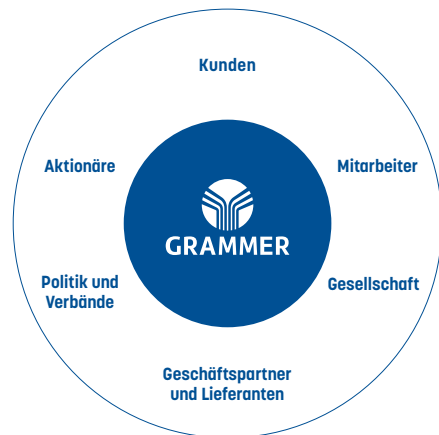 Kunden
Aktionäre
Mitarbeiter
GRAMMER
Politik und
Verbände
Gesellschaft
Geschäftspartner
und Lieferanten